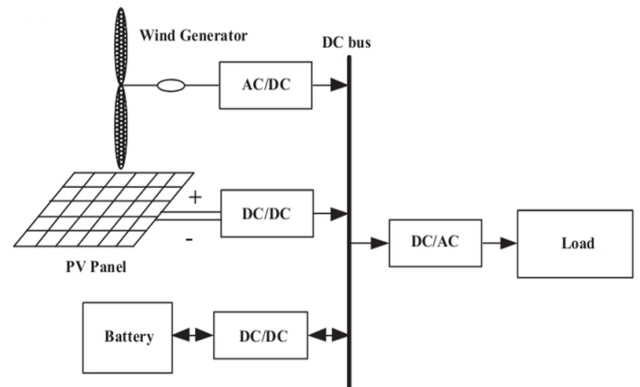 Wind Generator
DC bus
AC/DC
+
DC/DC
-
PV Panel
DC/AC
Load
Battery
DC/DC